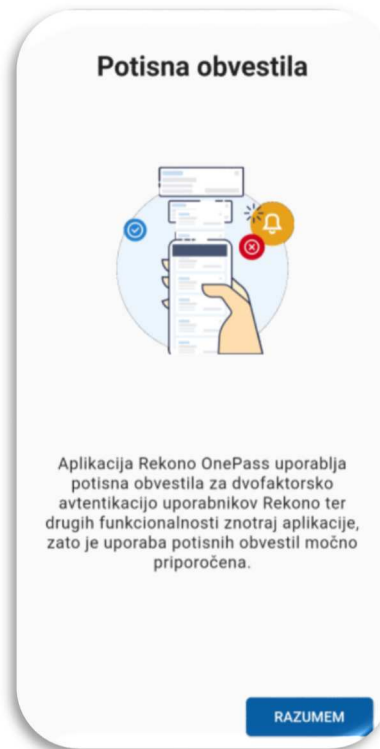 Potisna obvestila
Aplikacija Rekono OnePass uporablja
potisna obvestila za dvofaktorsko
avtentikacijo uporabnikov Rekono ter
drugih funkcionalnosti znotraj aplikacije,
zato je uporaba potisnih obvestil močno
priporočena.
RAZUMEM